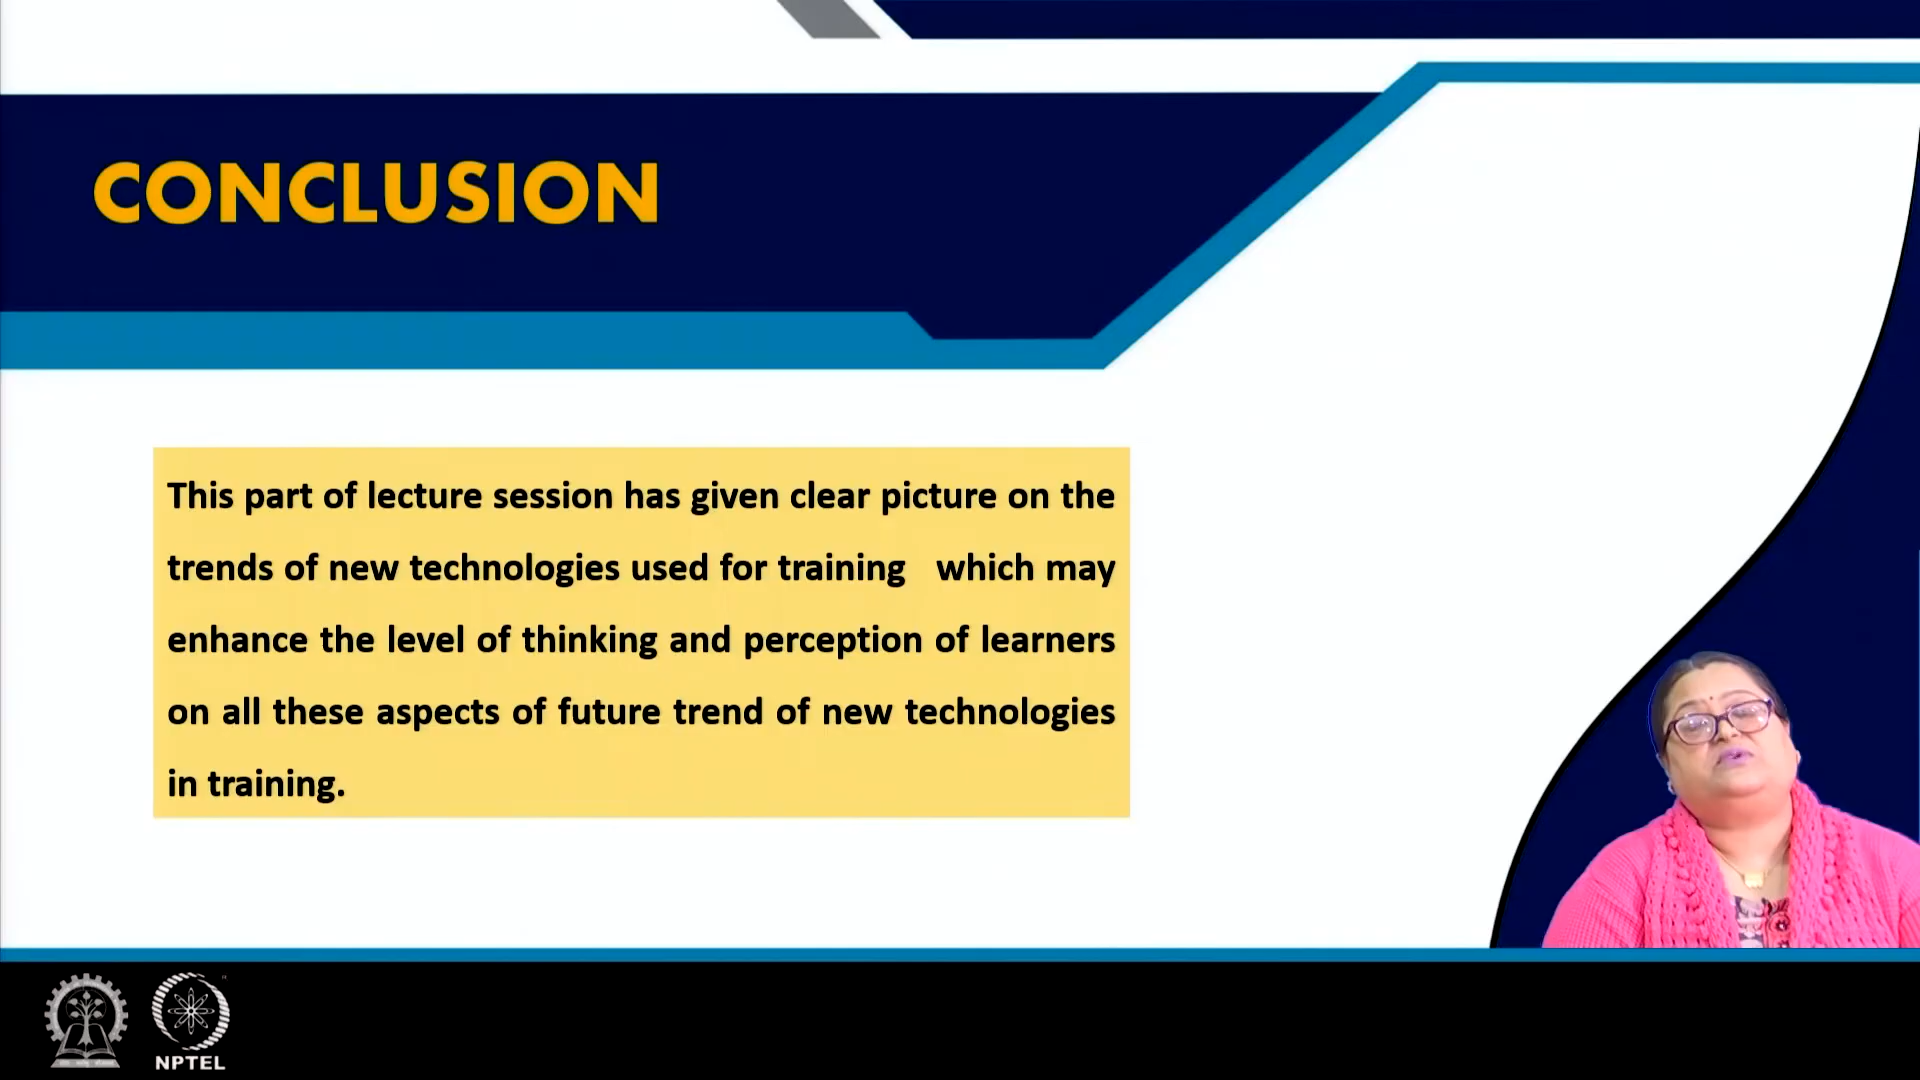 CONCLUSION
This part of lecture session has given clear picture on the
trends of new technologies used for training which may
enhance the level of thinking and perception of learners
on all these aspects of future trend of new technologies
in training.
NPTEL